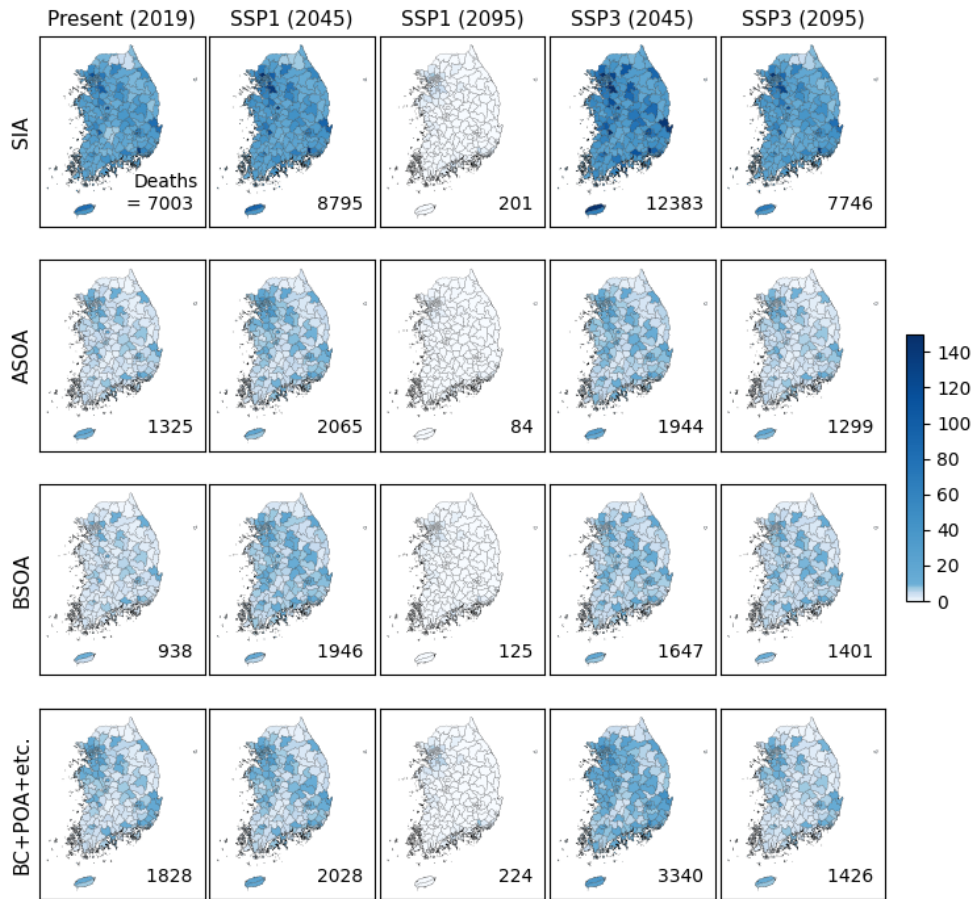 Present (2019) SSP1 (2045) SSP1 (2095) SSP3 (2045) SSP3 (2095)
SIA
Deaths
= 7003 8795 201 12383 7746
ASOA
1325 2065 84 1944 1299
BSOA
938 1946 125 1647 1401
BC+POA+etc.
1828 2028 224 3340 1426
140
120
100
80
60
40
20
0